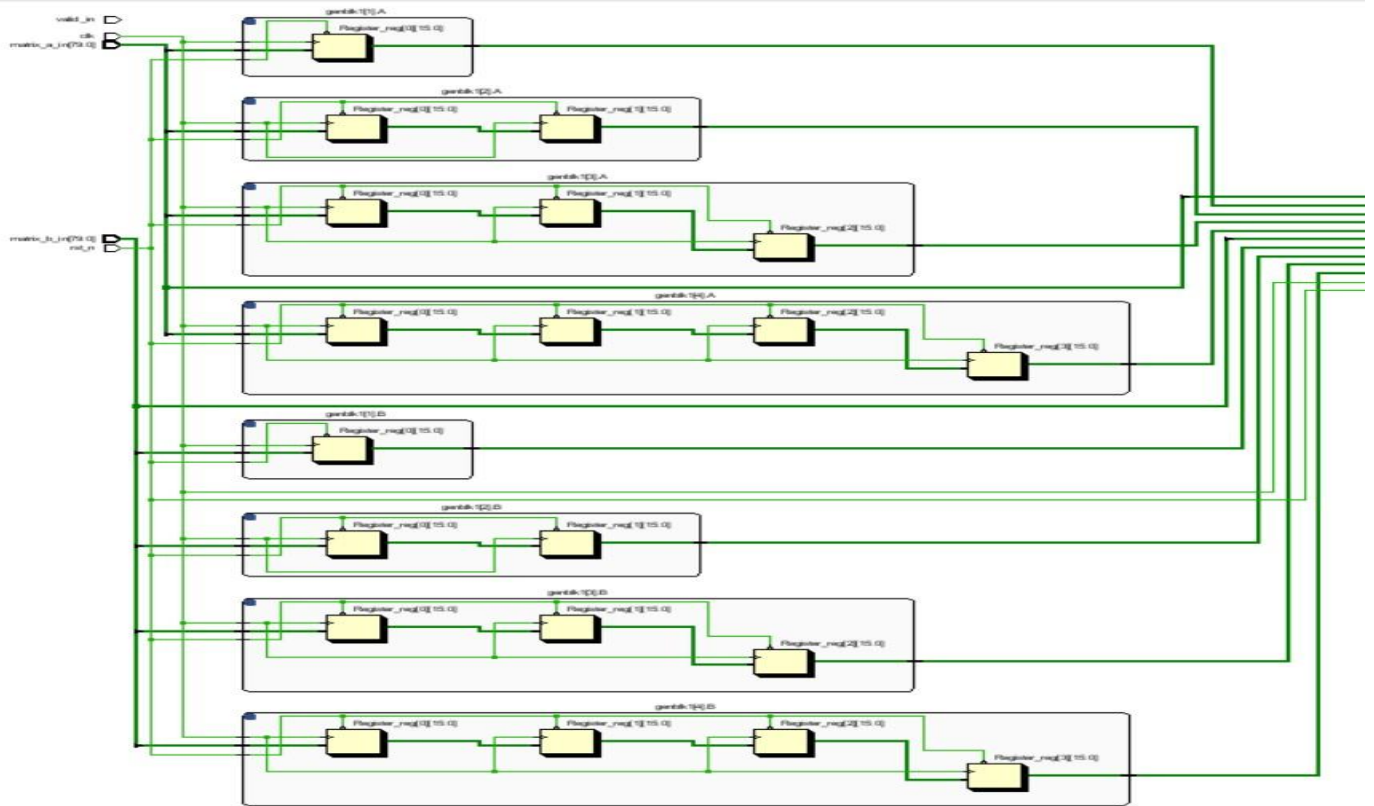 valid_in
clk
matrix_a_in[79:0]
matrix_b_in[79:0]
rst_n
genblk1[1].A
Register_reg[0][15:0]
genblk1[2].A
Register_reg[0][15:0]
Register_reg[1][15:0]
genblk1[3].A
Register_reg[0][15:0]
Register_reg[1][15:0]
Register_reg[2][15:0]
genblk1[4].A
Register_reg[0][15:0]
Register_reg[1][15:0]
Register_reg[2][15:0]
Register_reg[3][15:0]
genblk1[1].B
Register_reg[0][15:0]
genblk1[2].B
Register_reg[0][15:0]
Register_reg[1][15:0]
genblk1[3].B
Register_reg[0][15:0]
Register_reg[1][15:0]
Register_reg[2][15:0]
genblk1[4].B
Register_reg[0][15:0]
Register_reg[1][15:0]
Register_reg[2][15:0]
Register_reg[3][15:0]